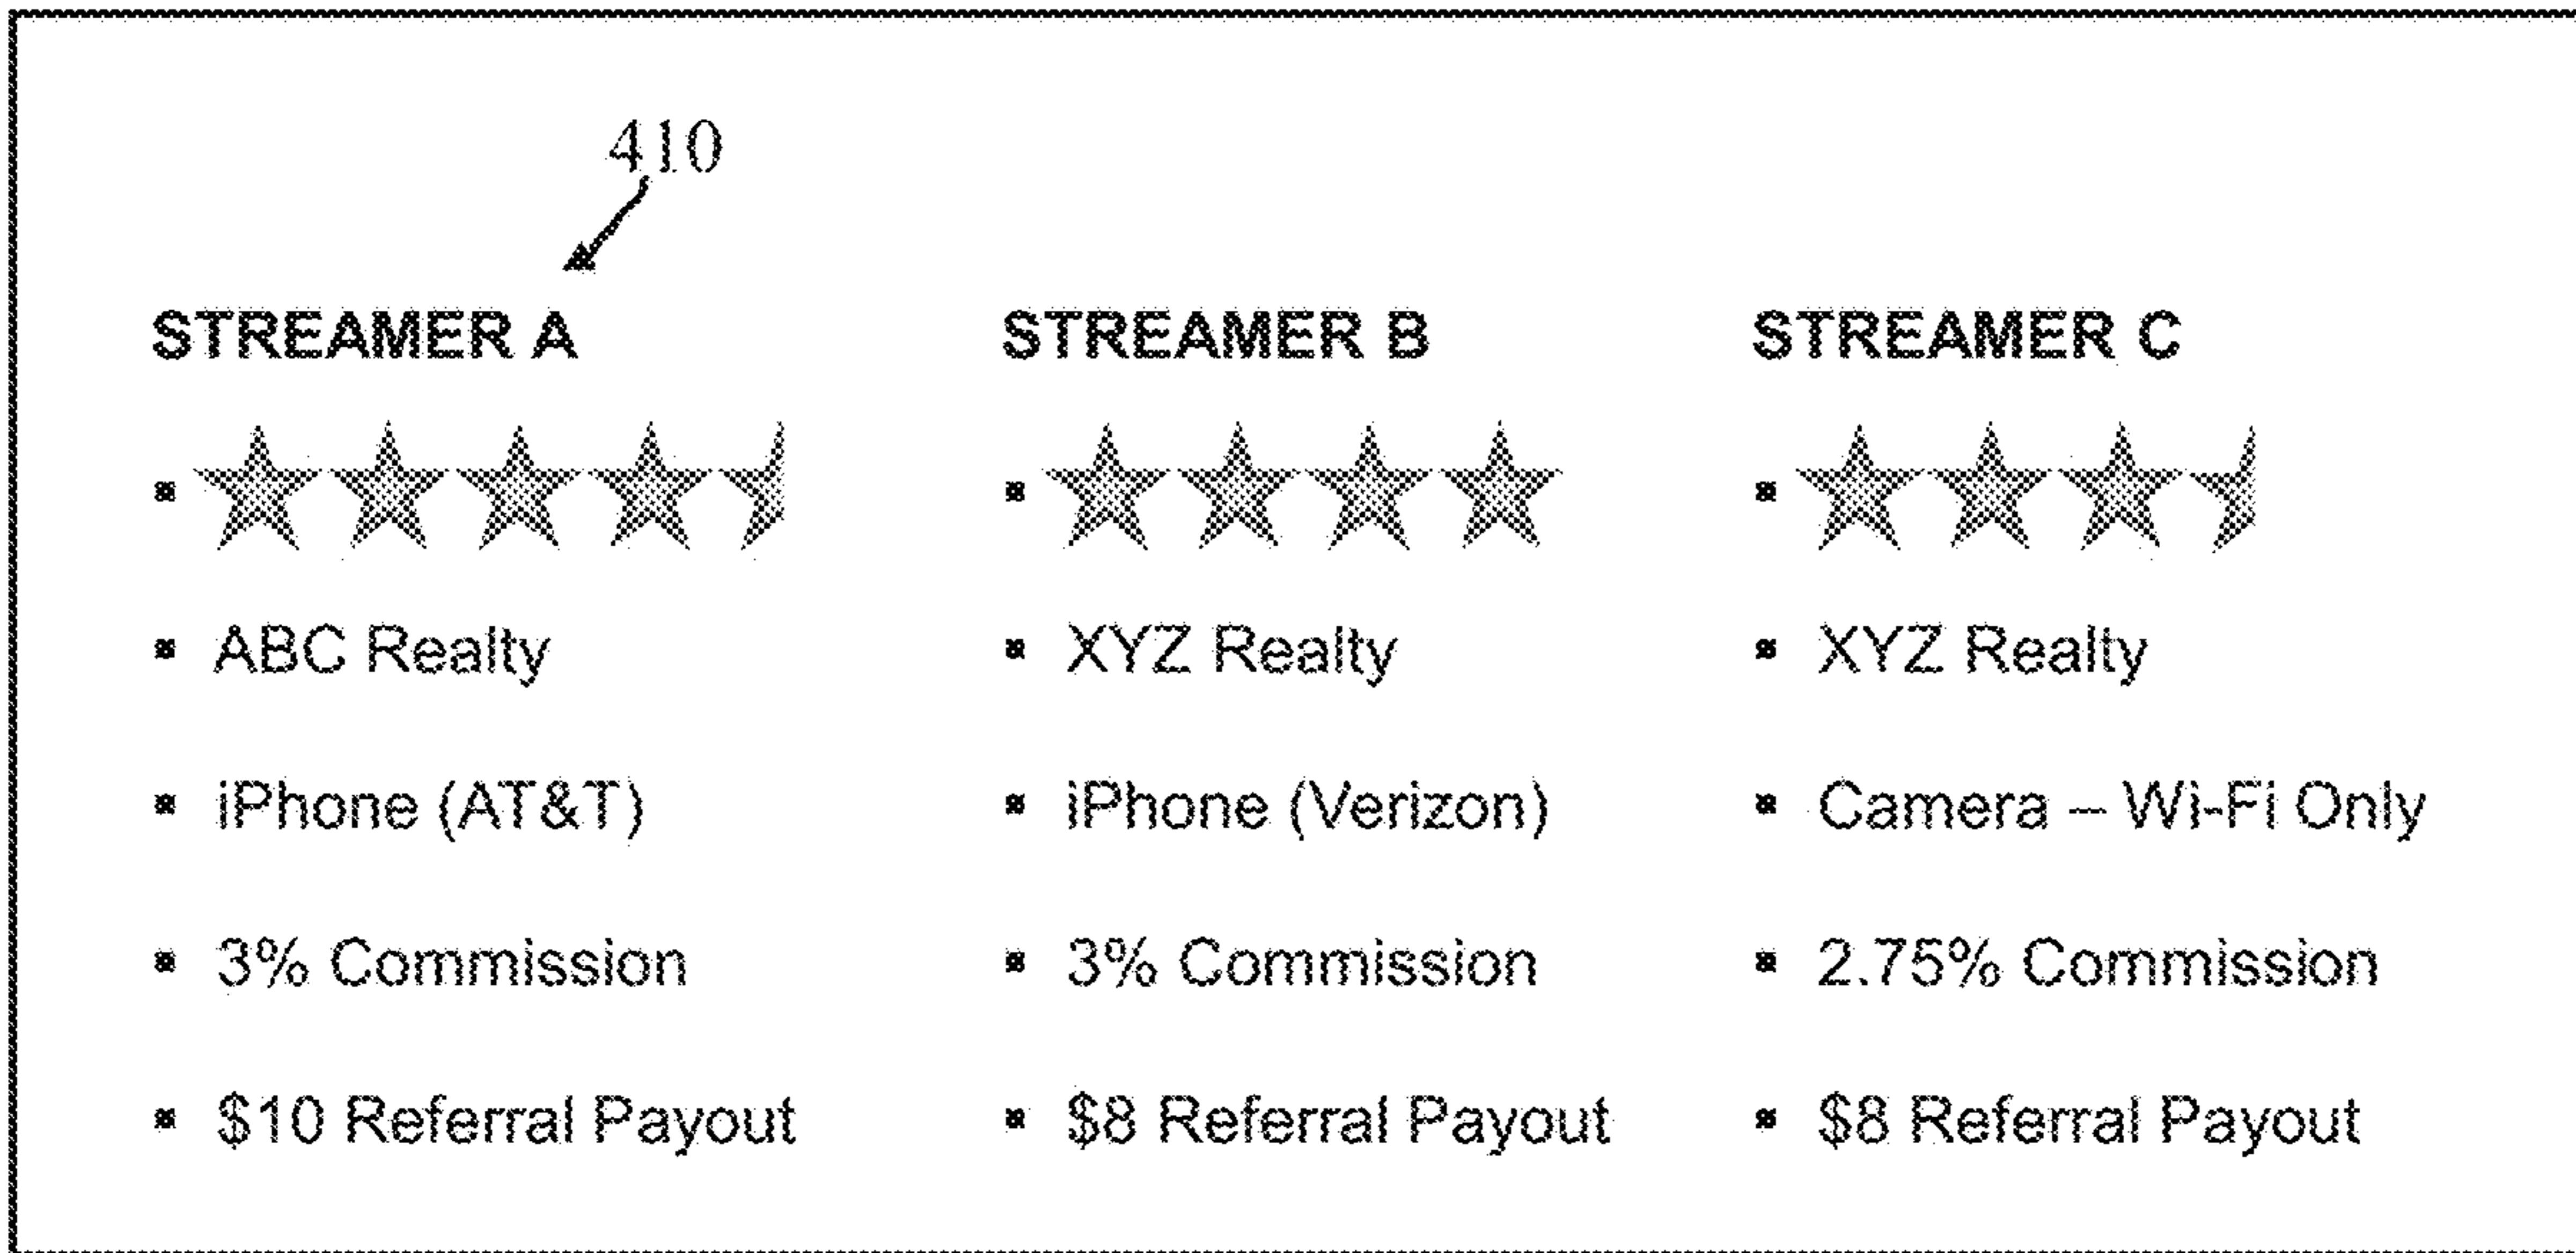 410
STREAMER A
▪ ABC Realty
▪ iPhone (AT&T)
▪ 3% Commission
▪ $10 Referral Payout
STREAMER B
▪ XYZ Realty
▪ iPhone (Verizon)
▪ 3% Commission
▪ $8 Referral Payout
STREAMER C
▪ XYZ Realty
▪ Camera – Wi-Fi Only
▪ 2.75% Commission
▪ $8 Referral Payout